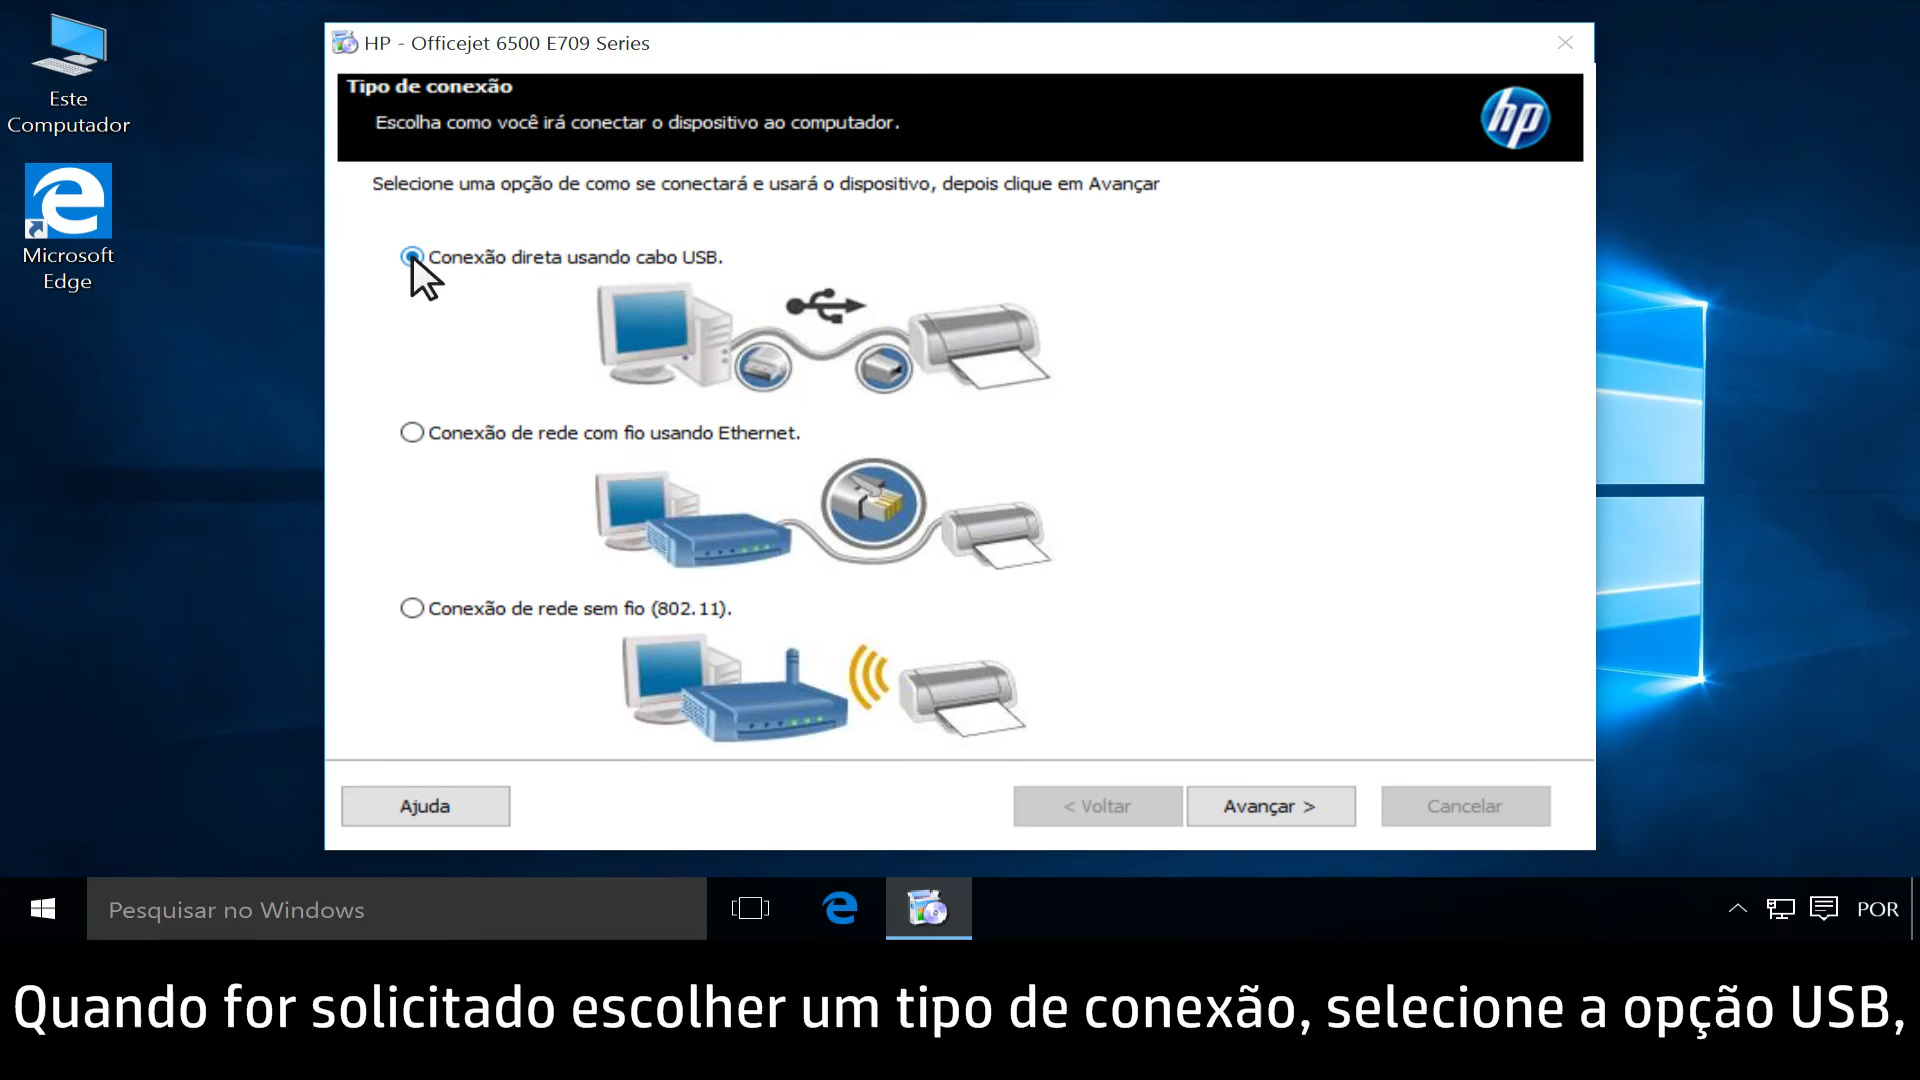 Este
Computador
Microsoft
Edge
HP - Officejet 6500 E709 Series
Tipo de conexão
Escolha como você irá conectar o dispositivo ao computador.
hp
Selecione uma opção de como se conectará e usará o dispositivo, depois clique em Avançar
Conexão direta usando cabo USB.
Conexão de rede com fio usando Ethernet.
Conexão de rede sem fio (802.11).
Ajuda
< Voltar
Avançar >
Cancelar
Pesquisar no Windows
POR
Quando for solicitado escolher um tipo de conexão, selecione a opção USB,